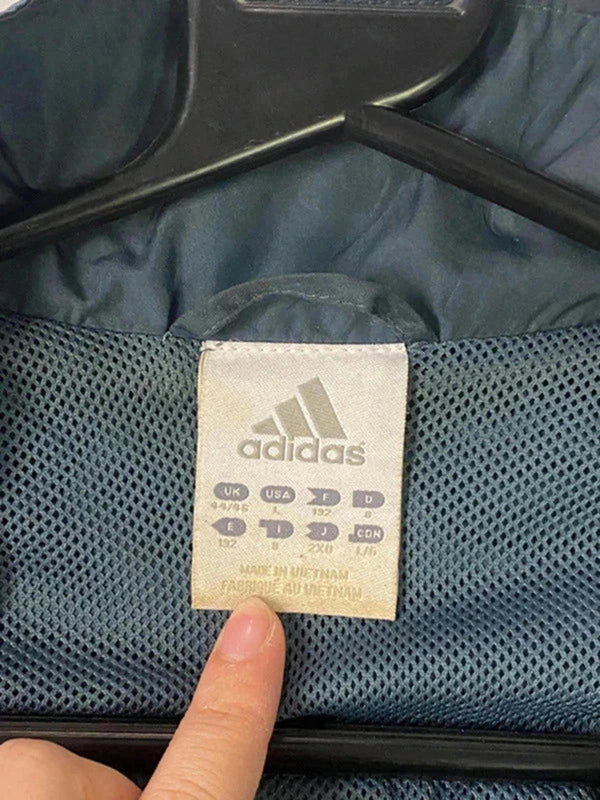 adidas
UK USA F D
44/46 L 192 8
E I J CDN
192 8 2XO L/G
MADE IN VIETNAM
FABRIQUÉ AU VIETNAM